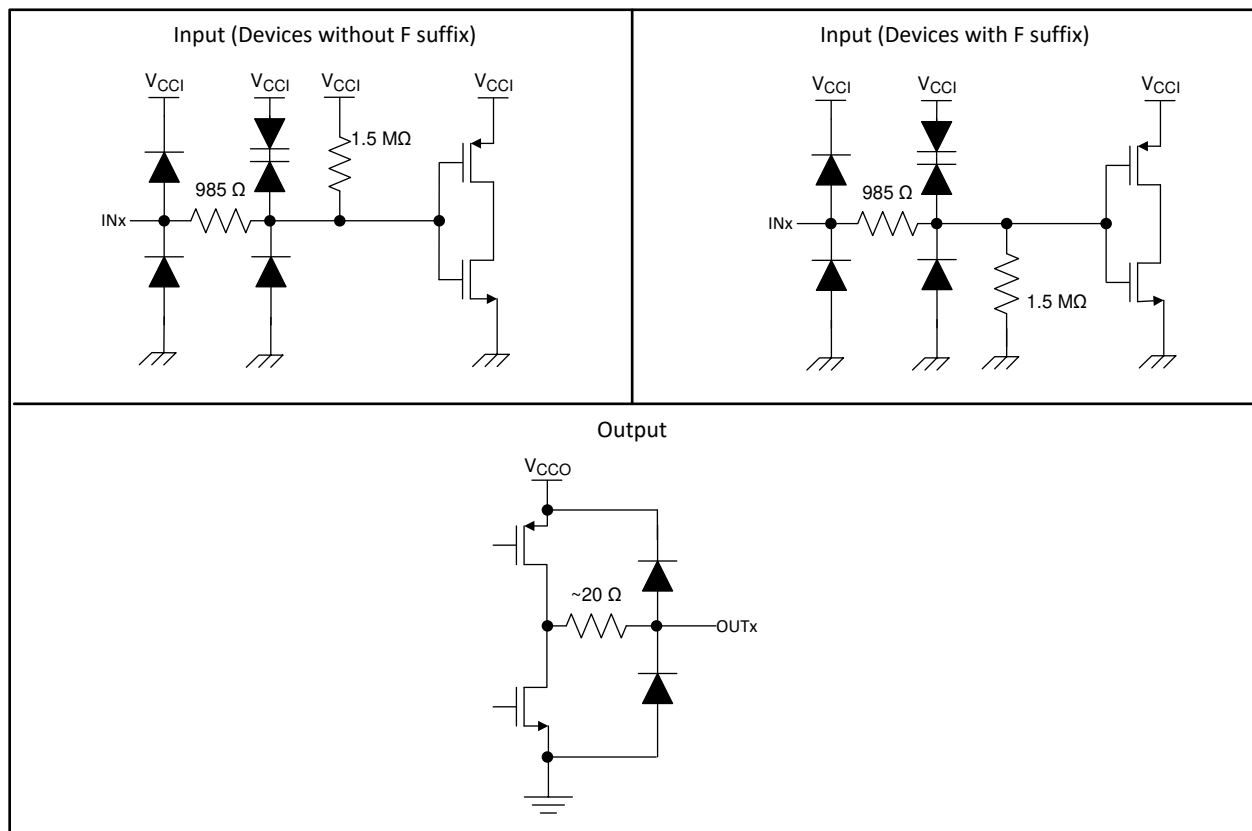 Input (Devices without F suffix)
VCCI VCCI VCCI VCCI
1.5 MΩ
985 Ω
INx
Input (Devices with F suffix)
VCCI VCCI VCCI
985 Ω
INx
1.5 MΩ
Output
VCCO
~20 Ω
OUTx